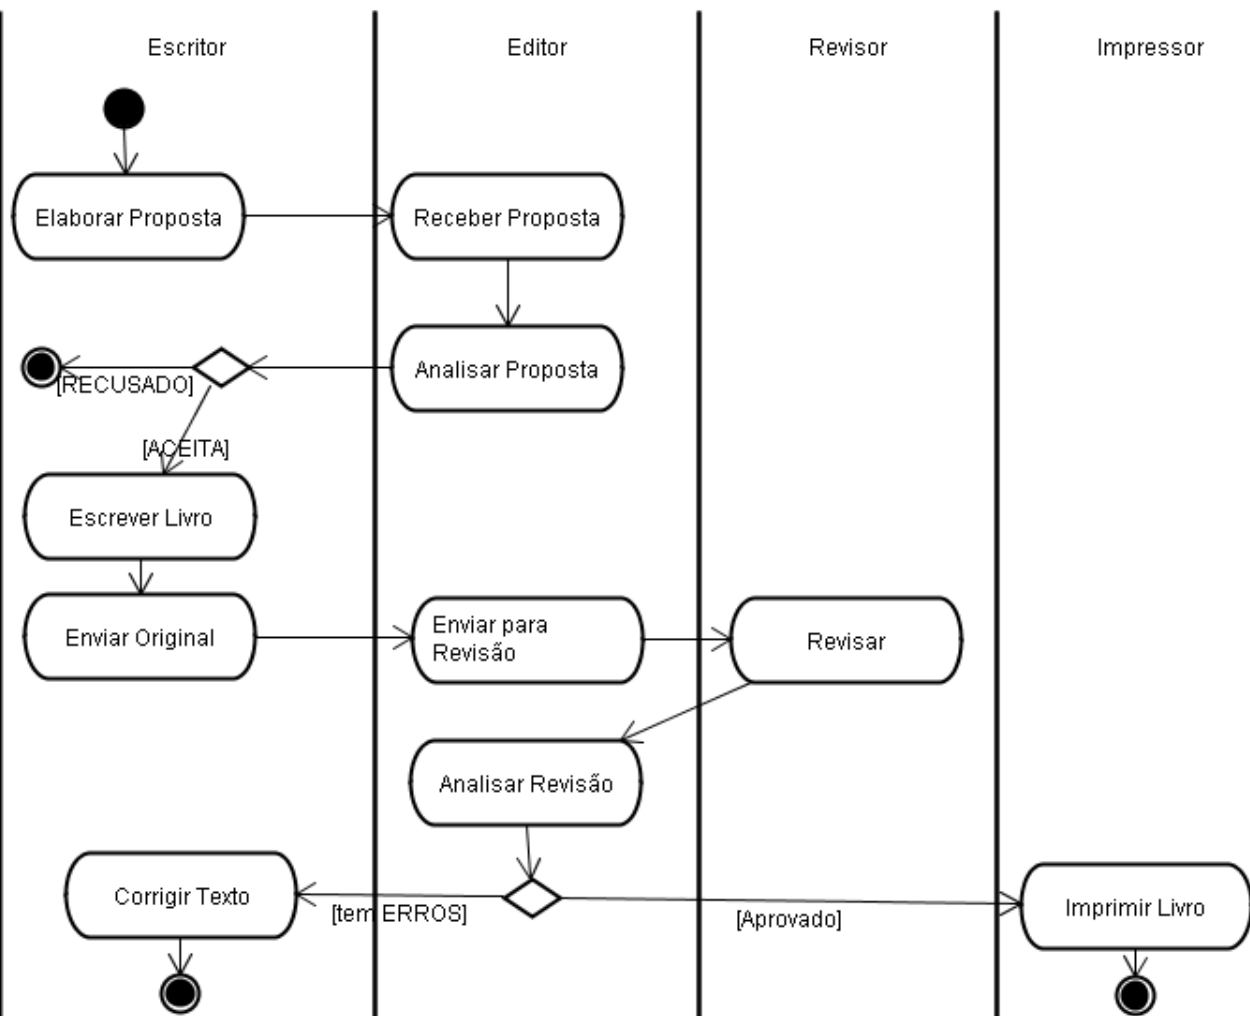 Escritor
Editor
Revisor
Impressor
Elaborar Proposta
Receber Proposta
Analisar Proposta
[RECUSADO]
[ACEITA]
Escrever Livro
Enviar Original
Enviar para
Revisão
Revisar
Analisar Revisão
Corrigir Texto
[tem ERROS]
[Aprovado]
Imprimir Livro